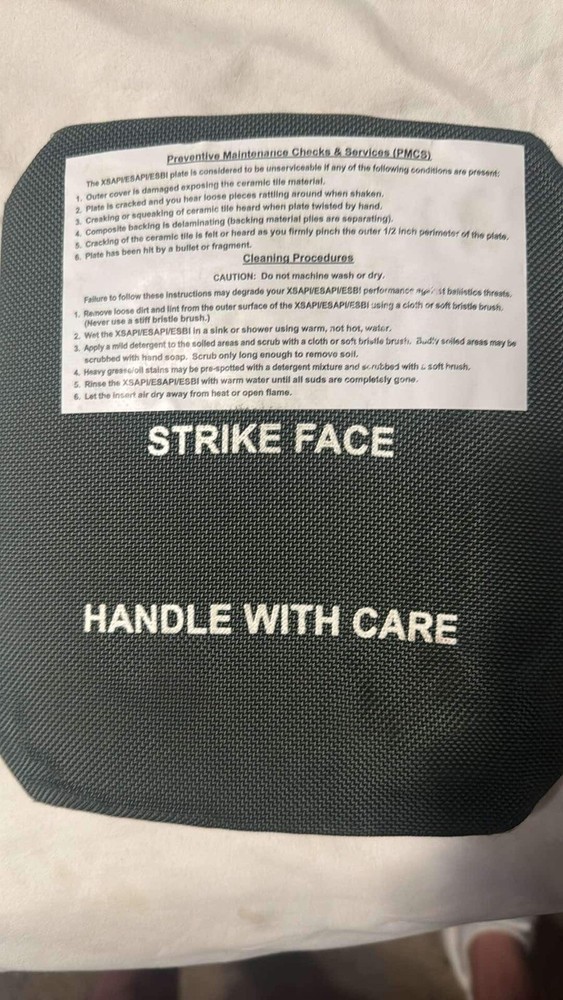 Preventive Maintenance Checks & Services (PMCS)
The XSAPI/ESAPI/ESBI plate is considered to be unserviceable if any of the following conditions are present:
1. Outer cover is damaged exposing the ceramic tile material.
2. Plate is cracked and you hear loose pieces rattling around when shaken.
3. Creaking or squeaking of ceramic tile heard when plate twisted by hand.
4. Composite backing is delaminating (backing material plies are separating).
5. Cracking of the ceramic tile is felt or heard as you firmly pinch the outer 1/2 inch perimeter of the plate.
6. Plate has been hit by a bullet or fragment.
Cleaning Procedures
CAUTION: Do not machine wash or dry.
Failure to follow these instructions may degrade your XSAPI/ESAPI/ESBI performance against ballistics threats.
1. Remove loose dirt and lint from the outer surface of the XSAPI/ESAPI/ESBI using a cloth or soft bristle brush.
(Never use a stiff bristle brush.)
2. Wet the XSAPI/ESAPI/ESBI in a sink or shower using warm, not hot, water.
3. Apply a mild detergent to the soiled areas and scrub with a cloth or soft bristle brush. Badly soiled areas may be
scrubbed with hand soap. Scrub only long enough to remove soil.
4. Heavy grease/oil stains may be pre-spotted with a detergent mixture and scrubbed with a soft brush.
5. Rinse the XSAPI/ESAPI/ESBI with warm water until all suds are completely gone.
6. Let the insert air dry away from heat or open flame.
STRIKE FACE
HANDLE WITH CARE